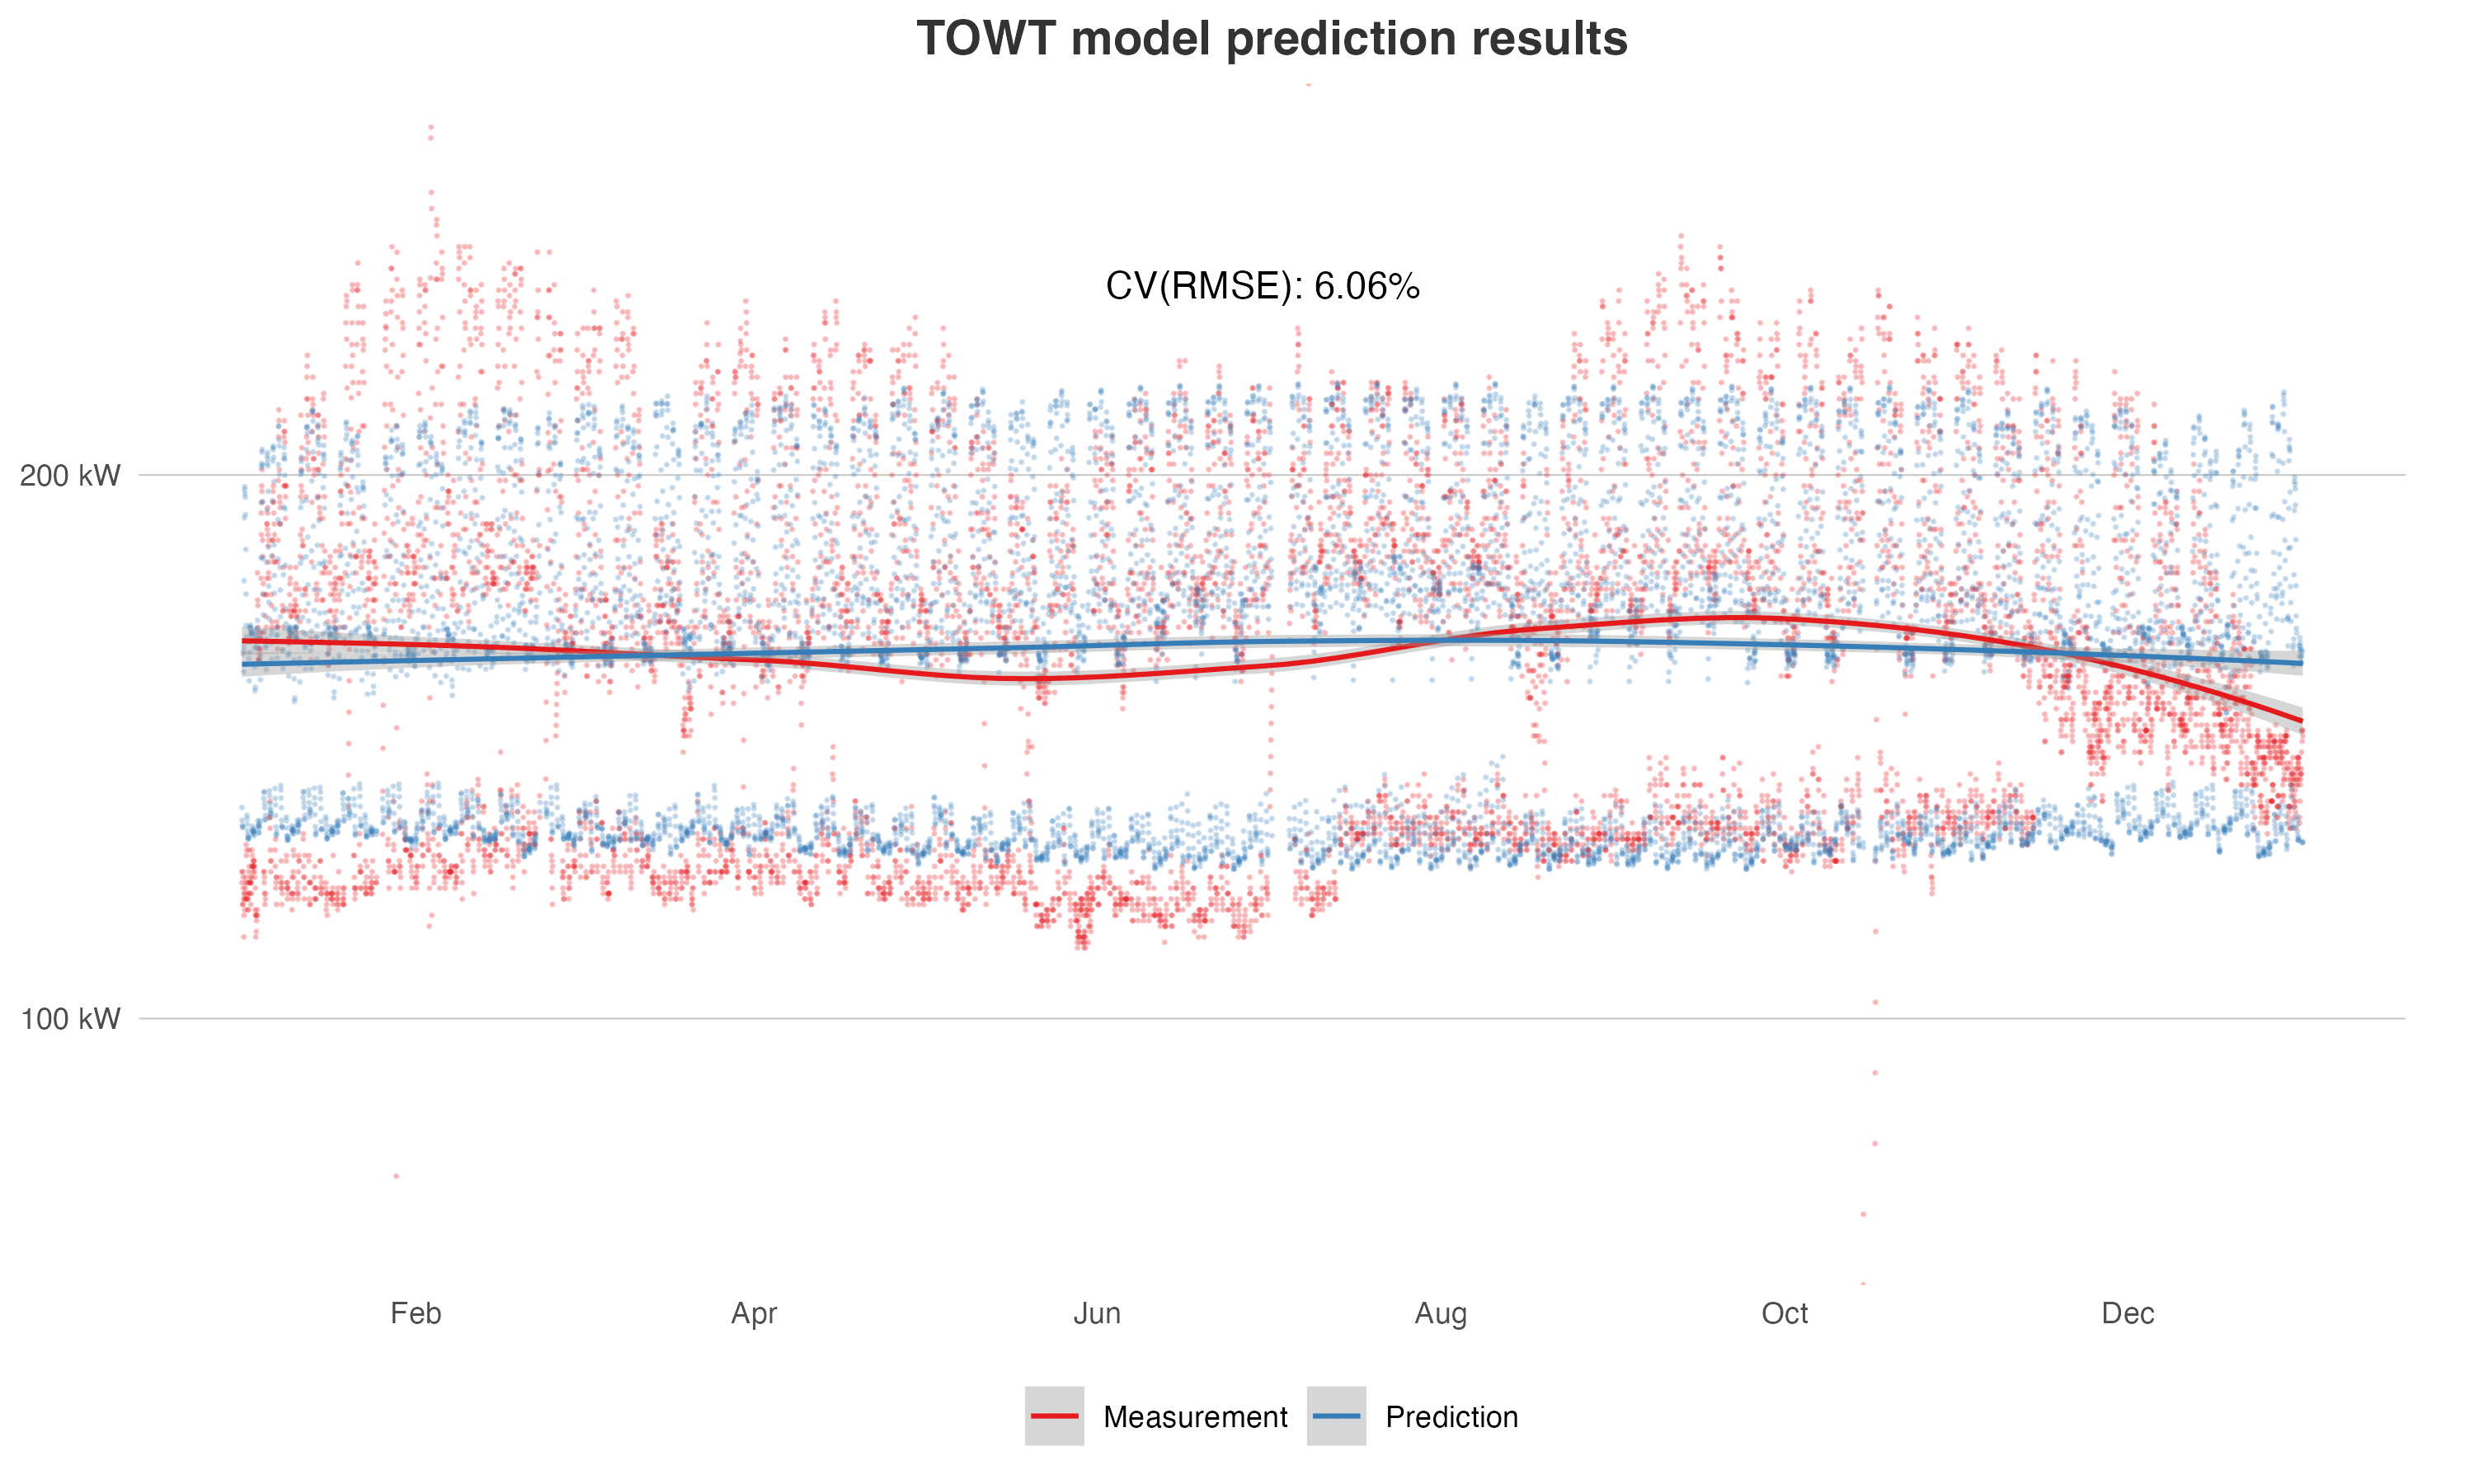 TOWT model prediction results
CV(RMSE): 6.06%
200 kW
100 kW
Feb Apr Jun Aug Oct Dec
Measurement Prediction